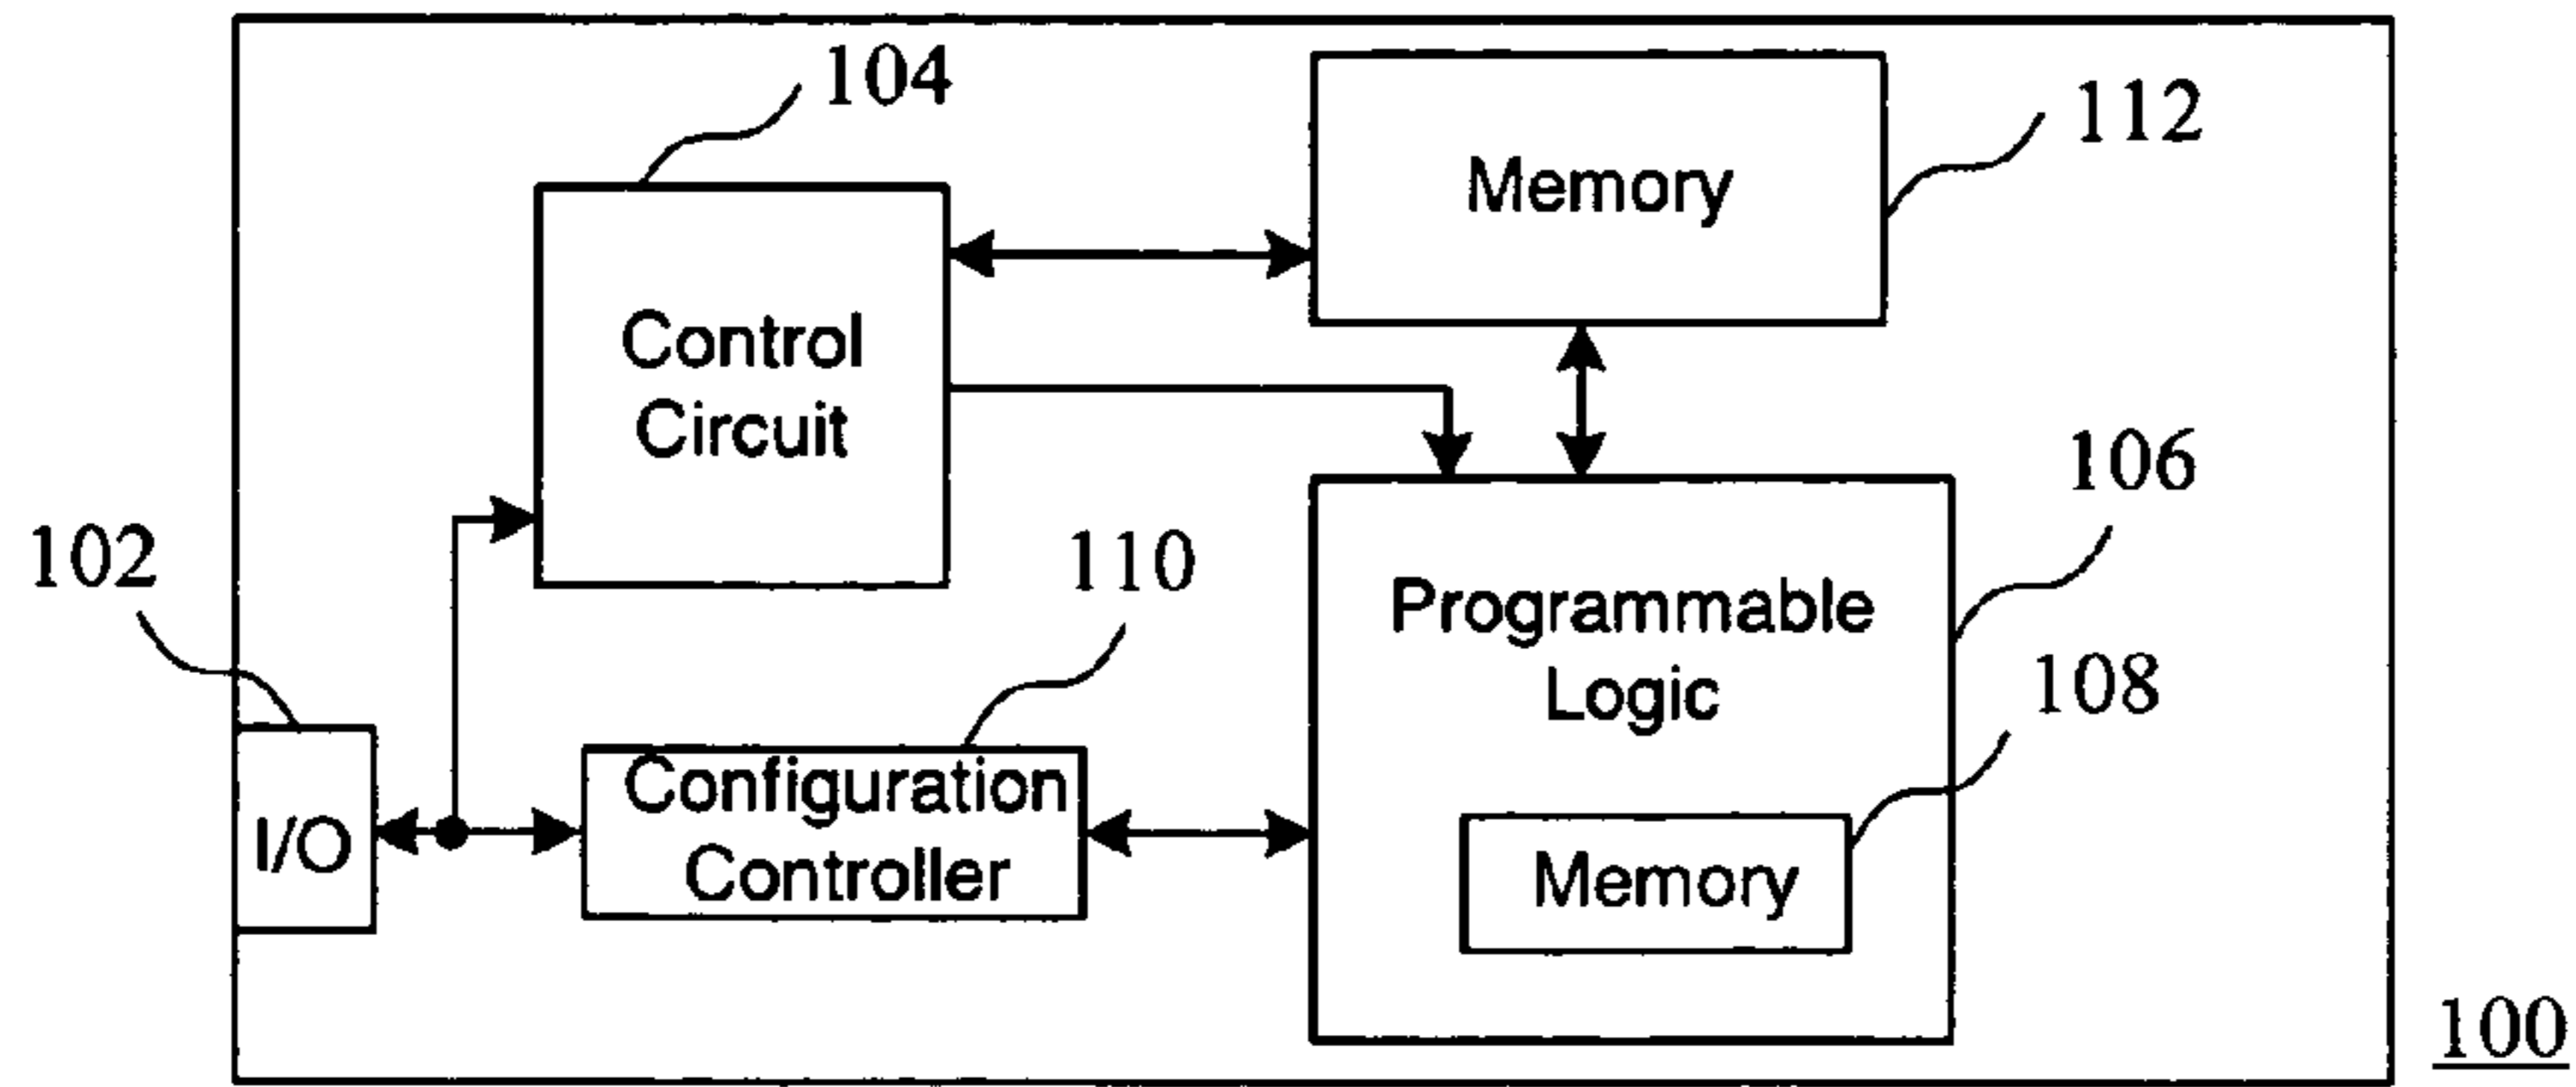 104
Memory
112
Control
Circuit
102
110
106
Programmable
Logic
108
Configuration
Controller
I/O
Memory
100